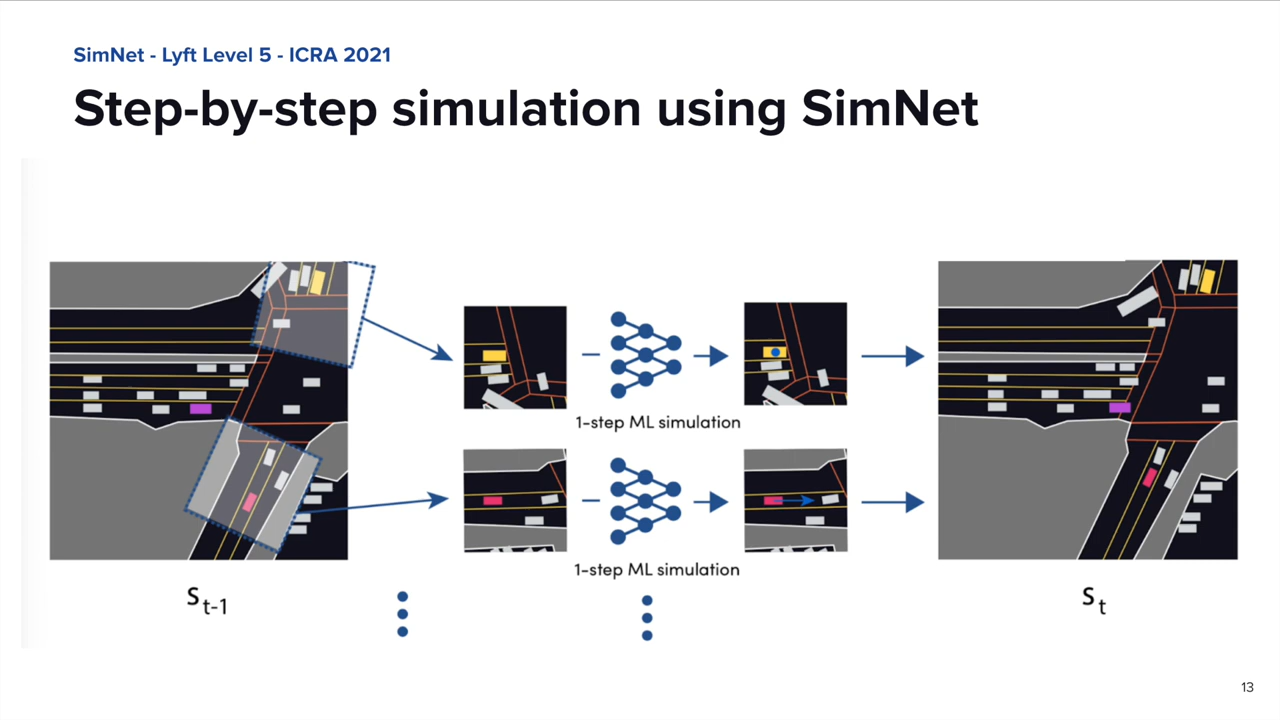 SimNet - Lyft Level 5 - ICRA 2021
Step-by-step simulation using SimNet
1-step ML simulation
1-step ML simulation
S t-1
S t
13